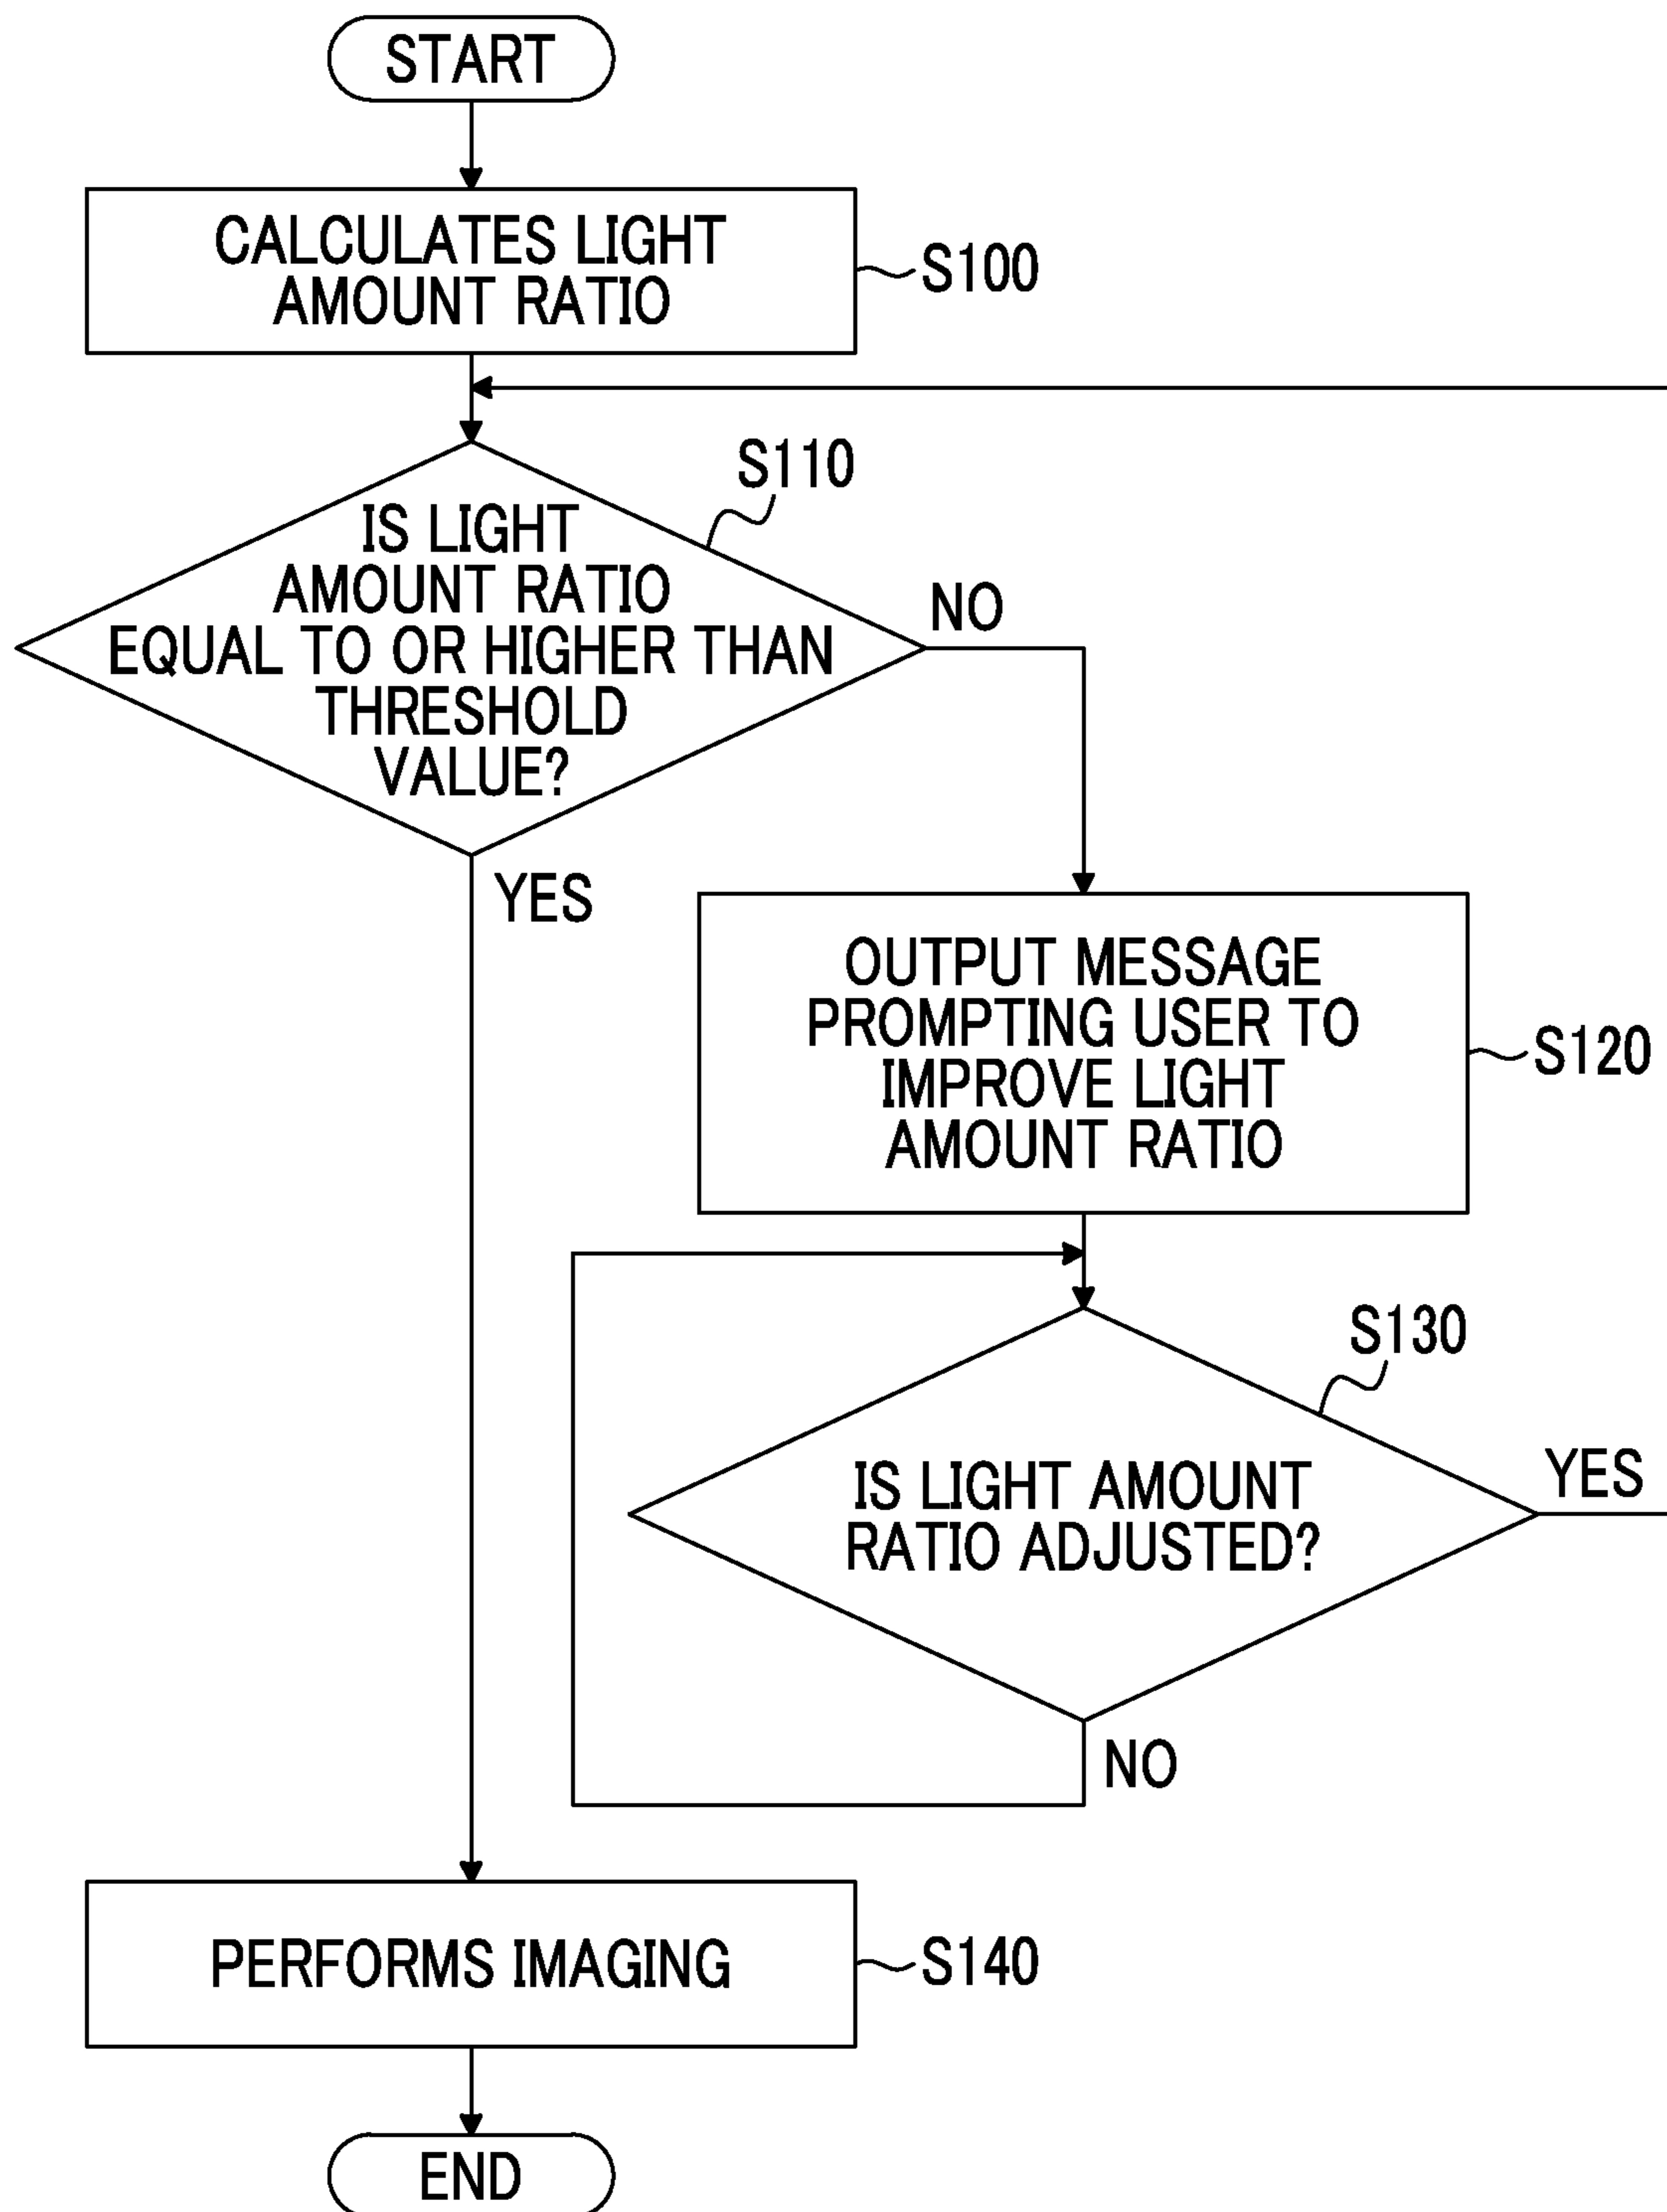 START
CALCULATES LIGHT
AMOUNT RATIO
S100
S110
IS LIGHT
AMOUNT RATIO
EQUAL TO OR HIGHER THAN
THRESHOLD
VALUE?
NO
YES
OUTPUT MESSAGE
PROMPTING USER TO
IMPROVE LIGHT
AMOUNT RATIO
S120
S130
IS LIGHT AMOUNT
RATIO ADJUSTED?
YES
NO
PERFORMS IMAGING
S140
END